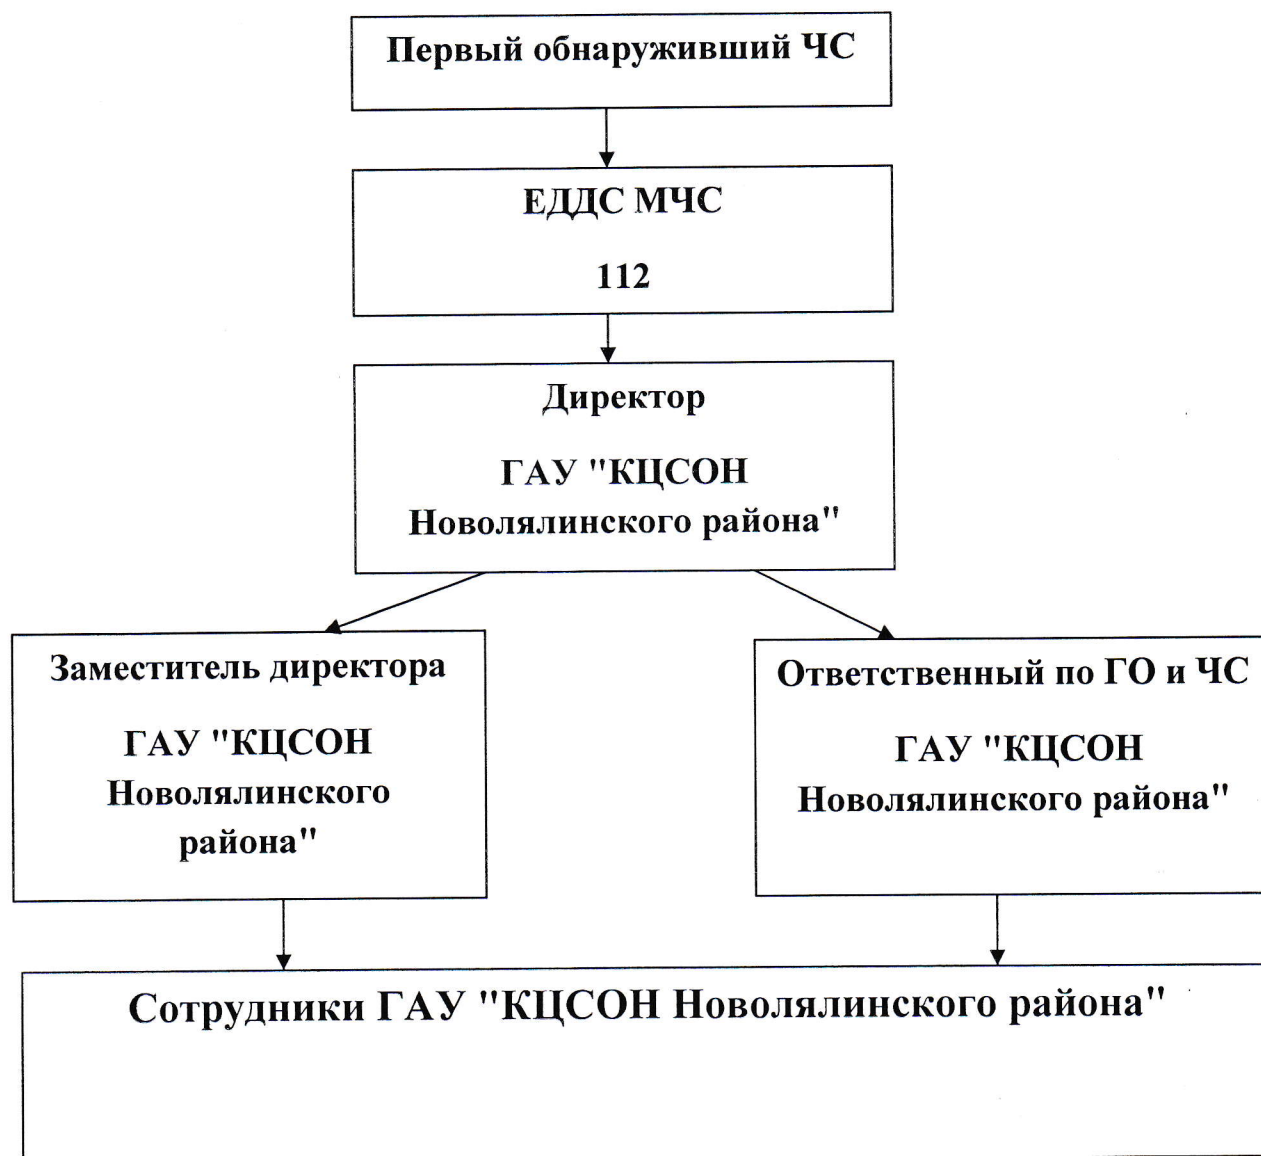 Первый обнаруживший ЧС
ЕДДС МЧС
112
Директор
ГАУ "КЦСОН
Новолялинского района"
Заместитель директора
ГАУ "КЦСОН
Новолялинского
района"
Ответственный по ГО и ЧС
ГАУ "КЦСОН
Новолялинского района"
Сотрудники ГАУ "КЦСОН Новолялинского района"